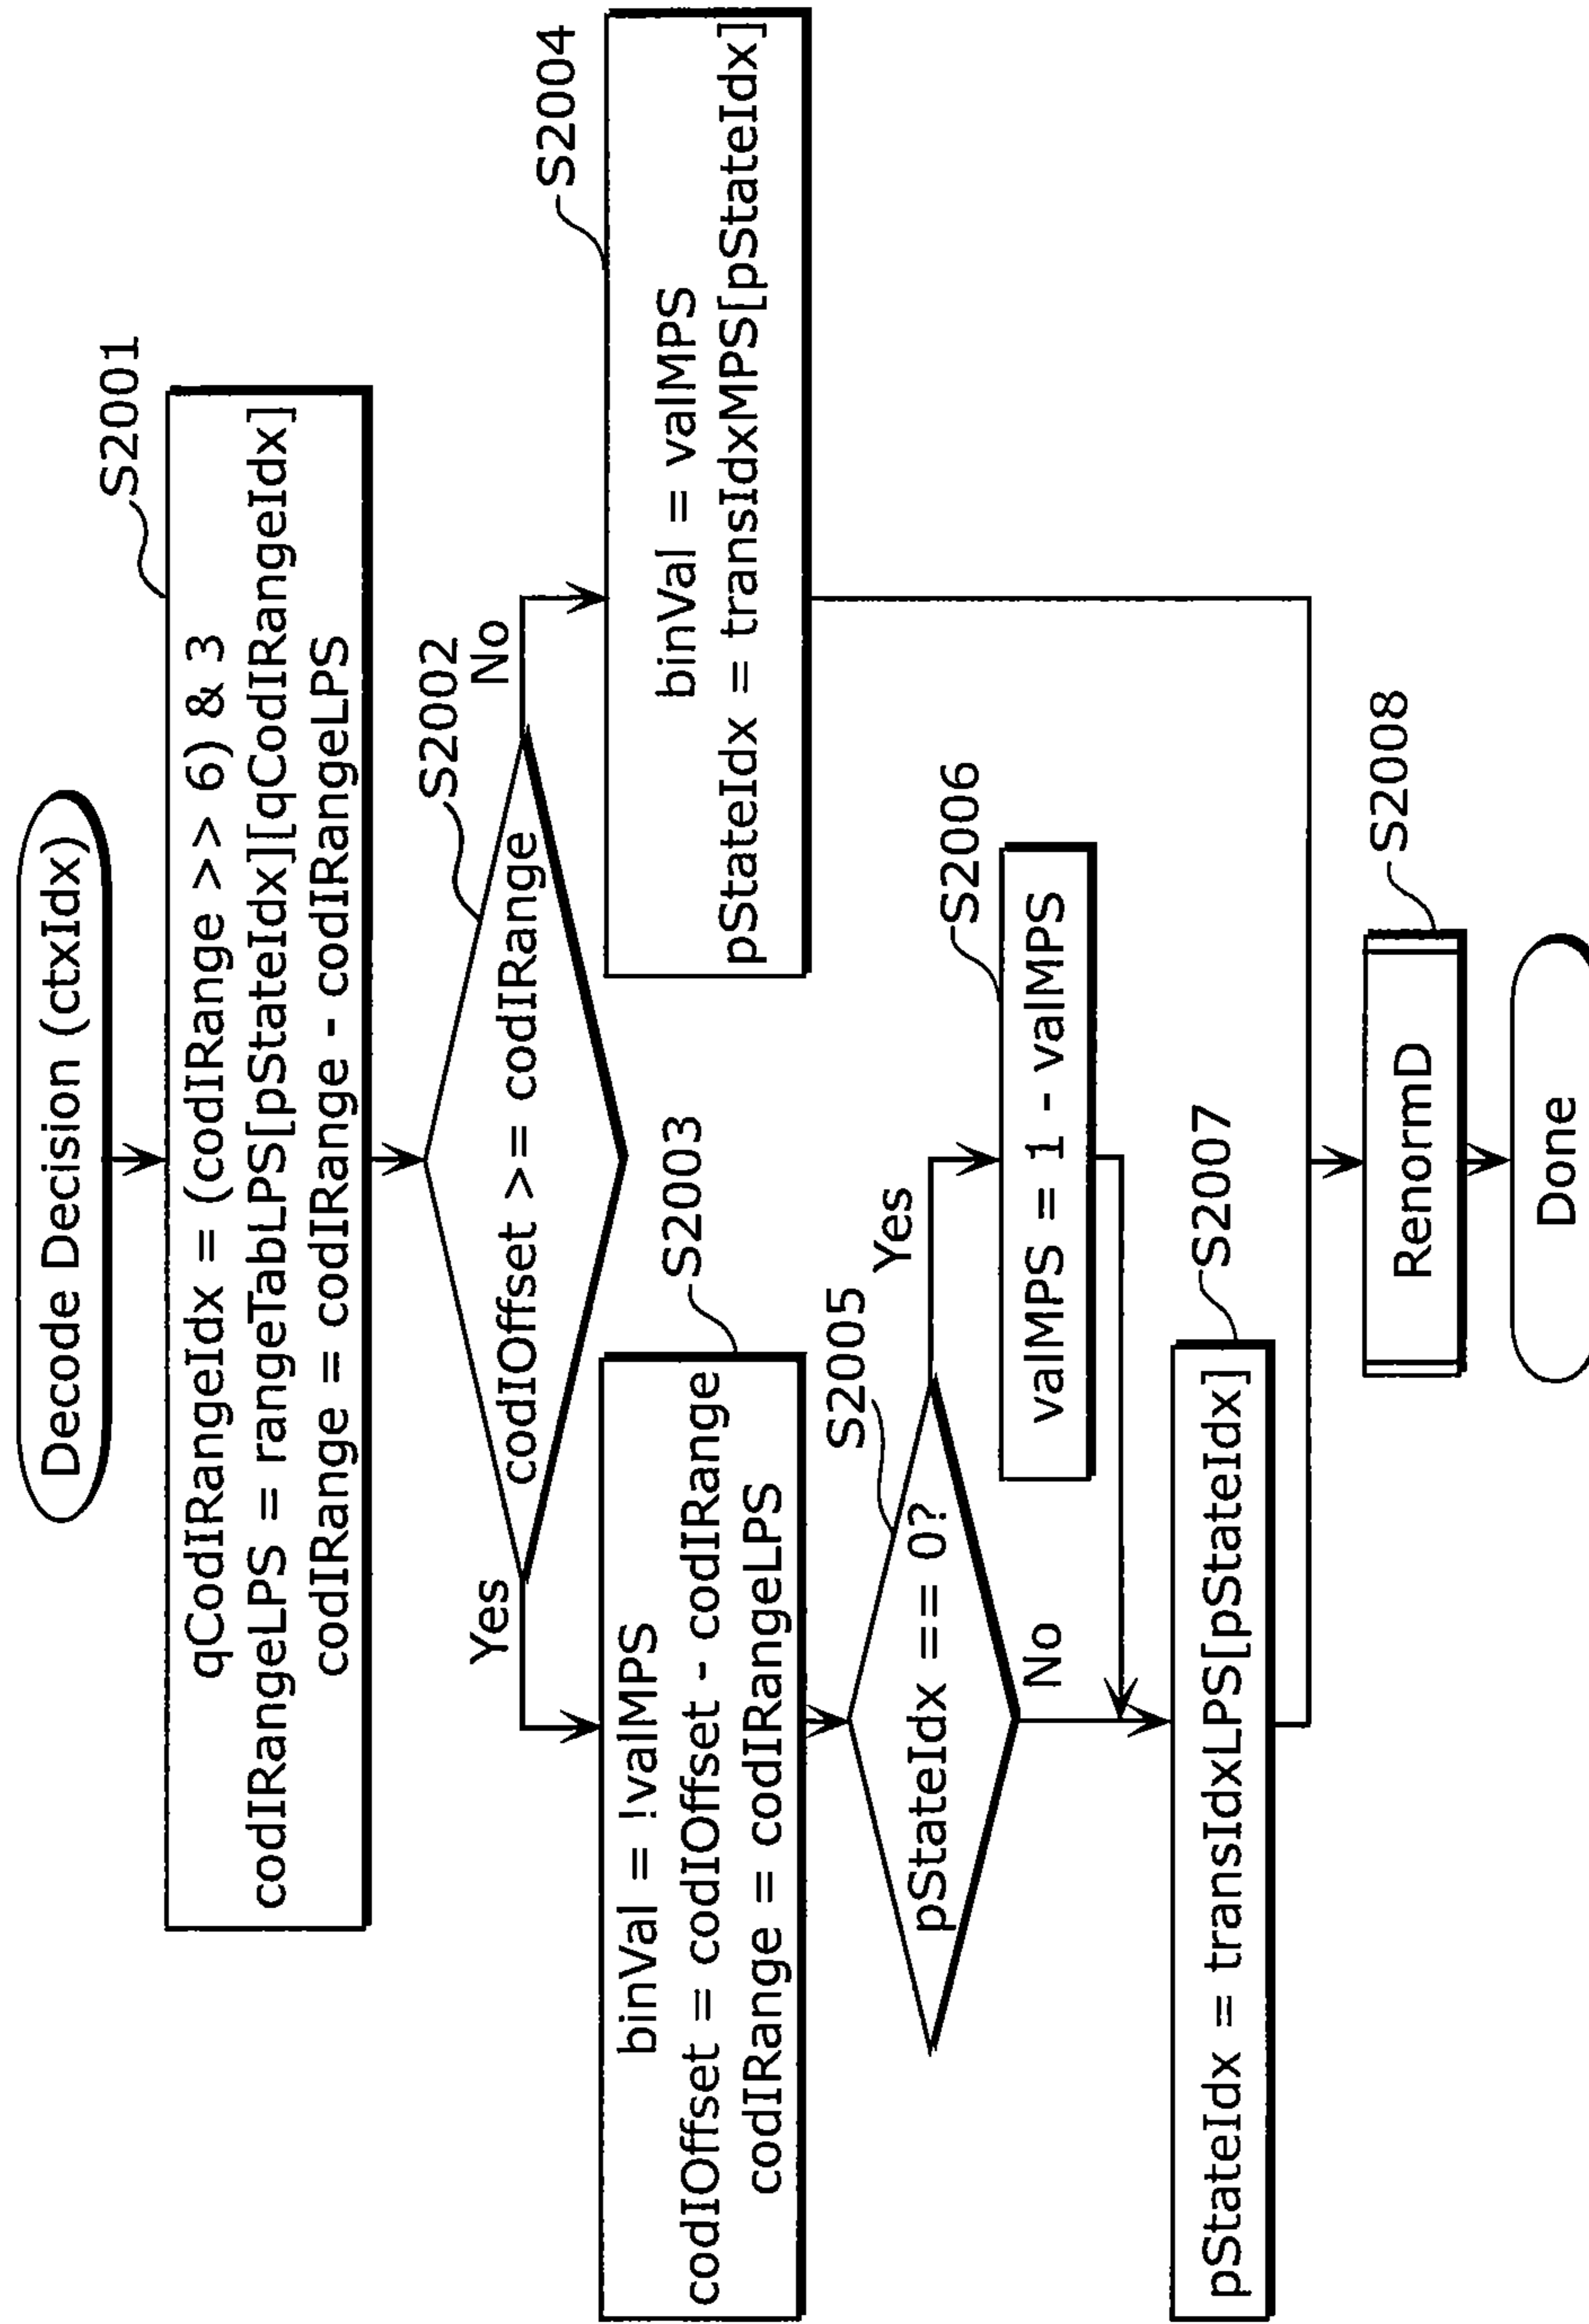 Decode Decision (ctxIdx)
S2001
qCodIRangeIdx = (codIRange >> 6) & 3
codIRangeLPS = rangeTabLPS[pStateIdx][qCodIRangeIdx]
codIRange = codIRange - codIRangeLPS
S2002
codIOffset >= codIRange
Yes
No
S2003
binVal = !valMPS
codIOffset = codIOffset - codIRange
codIRange = codIRangeLPS
S2004
binVal = valMPS
pStateIdx = transIdxMPS[pStateIdx]
S2005
pStateIdx == 0?
Yes
No
S2006
valMPS = 1 - valMPS
S2007
pStateIdx = transIdxLPS[pStateIdx]
S2008
RenormD
Done